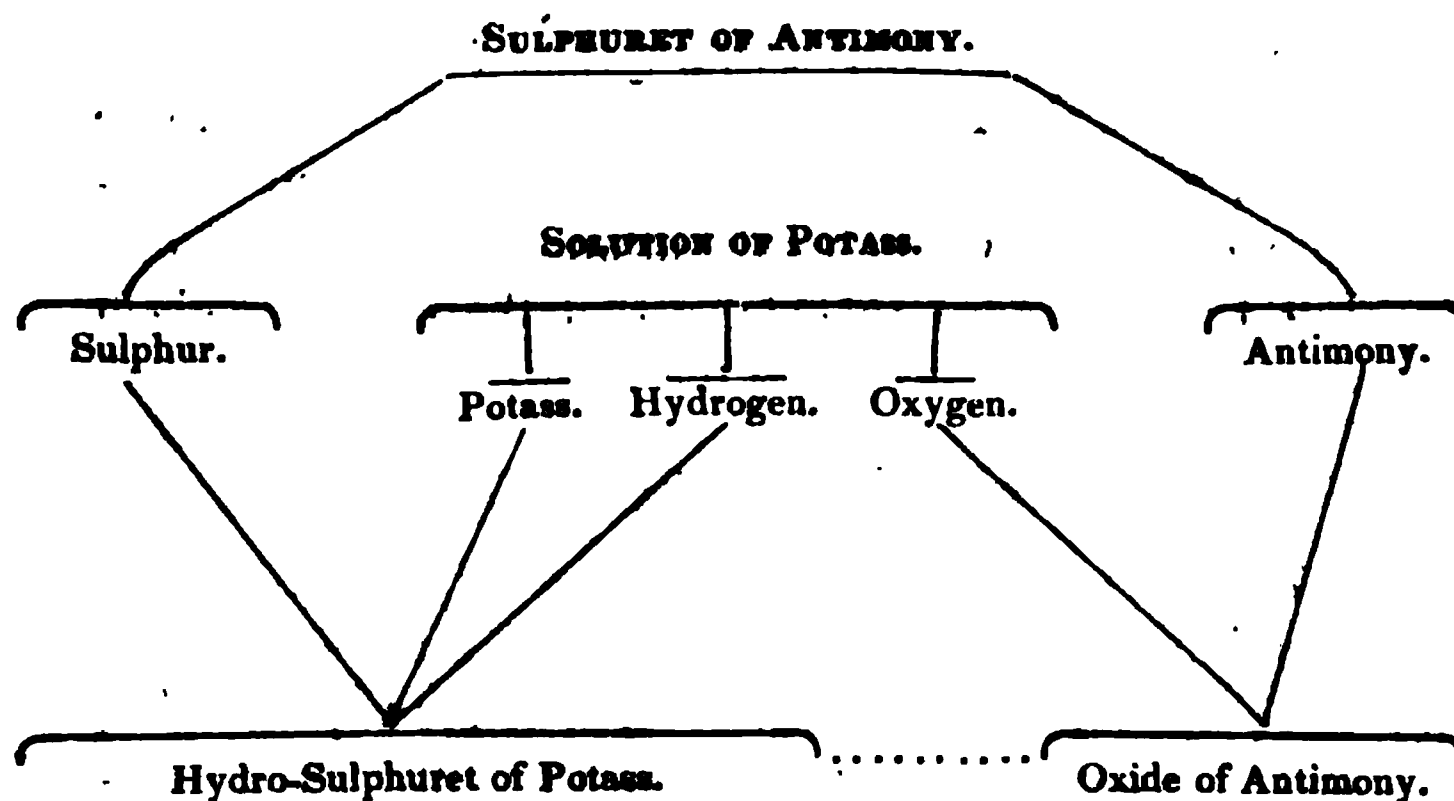 SULPHURET OF ANTIMONY.
SOLUTION OF POTASS.
Sulphur.
Antimony.
Potass.
Hydrogen.
Oxygen.
Hydro-Sulphuret of Potass.
Oxide of Antimony.